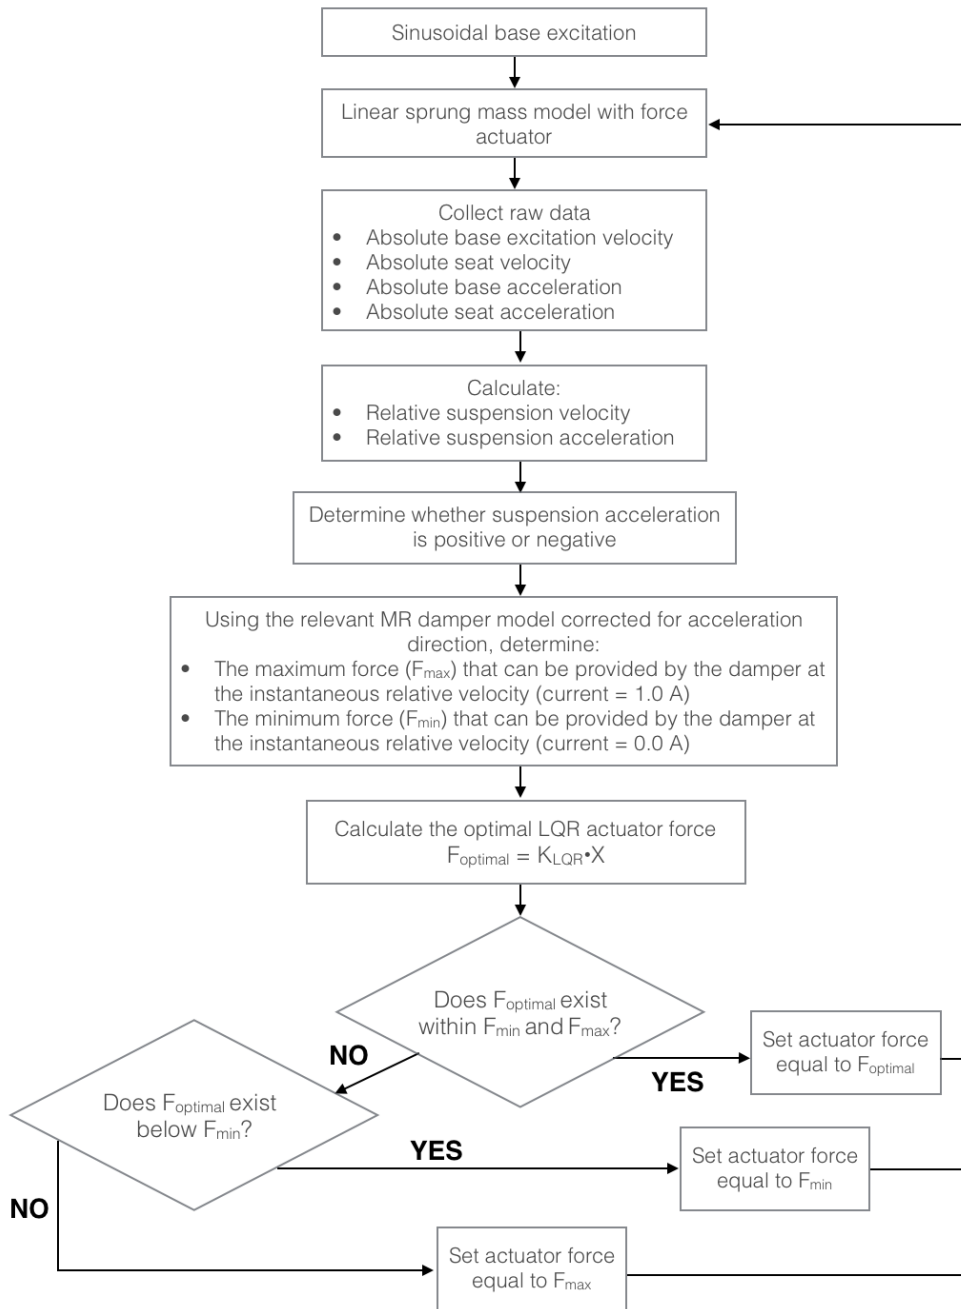 Sinusoidal base excitation
Linear sprung mass model with force
actuator
Collect raw data
• Absolute base excitation velocity
• Absolute seat velocity
• Absolute base acceleration
• Absolute seat acceleration
Calculate:
• Relative suspension velocity
• Relative suspension acceleration
Determine whether suspension acceleration
is positive or negative
Using the relevant MR damper model corrected for acceleration
direction, determine:
• The maximum force (Fmax) that can be provided by the damper at
the instantaneous relative velocity (current = 1.0 A)
• The minimum force (Fmin) that can be provided by the damper at
the instantaneous relative velocity (current = 0.0 A)
Calculate the optimal LQR actuator force
Foptimal = KLQR•X
Does Foptimal exist
within Fmin and Fmax?
NO
YES
Set actuator force
equal to Foptimal
Does Foptimal exist
below Fmin?
YES
Set actuator force
equal to Fmin
NO
Set actuator force
equal to Fmax